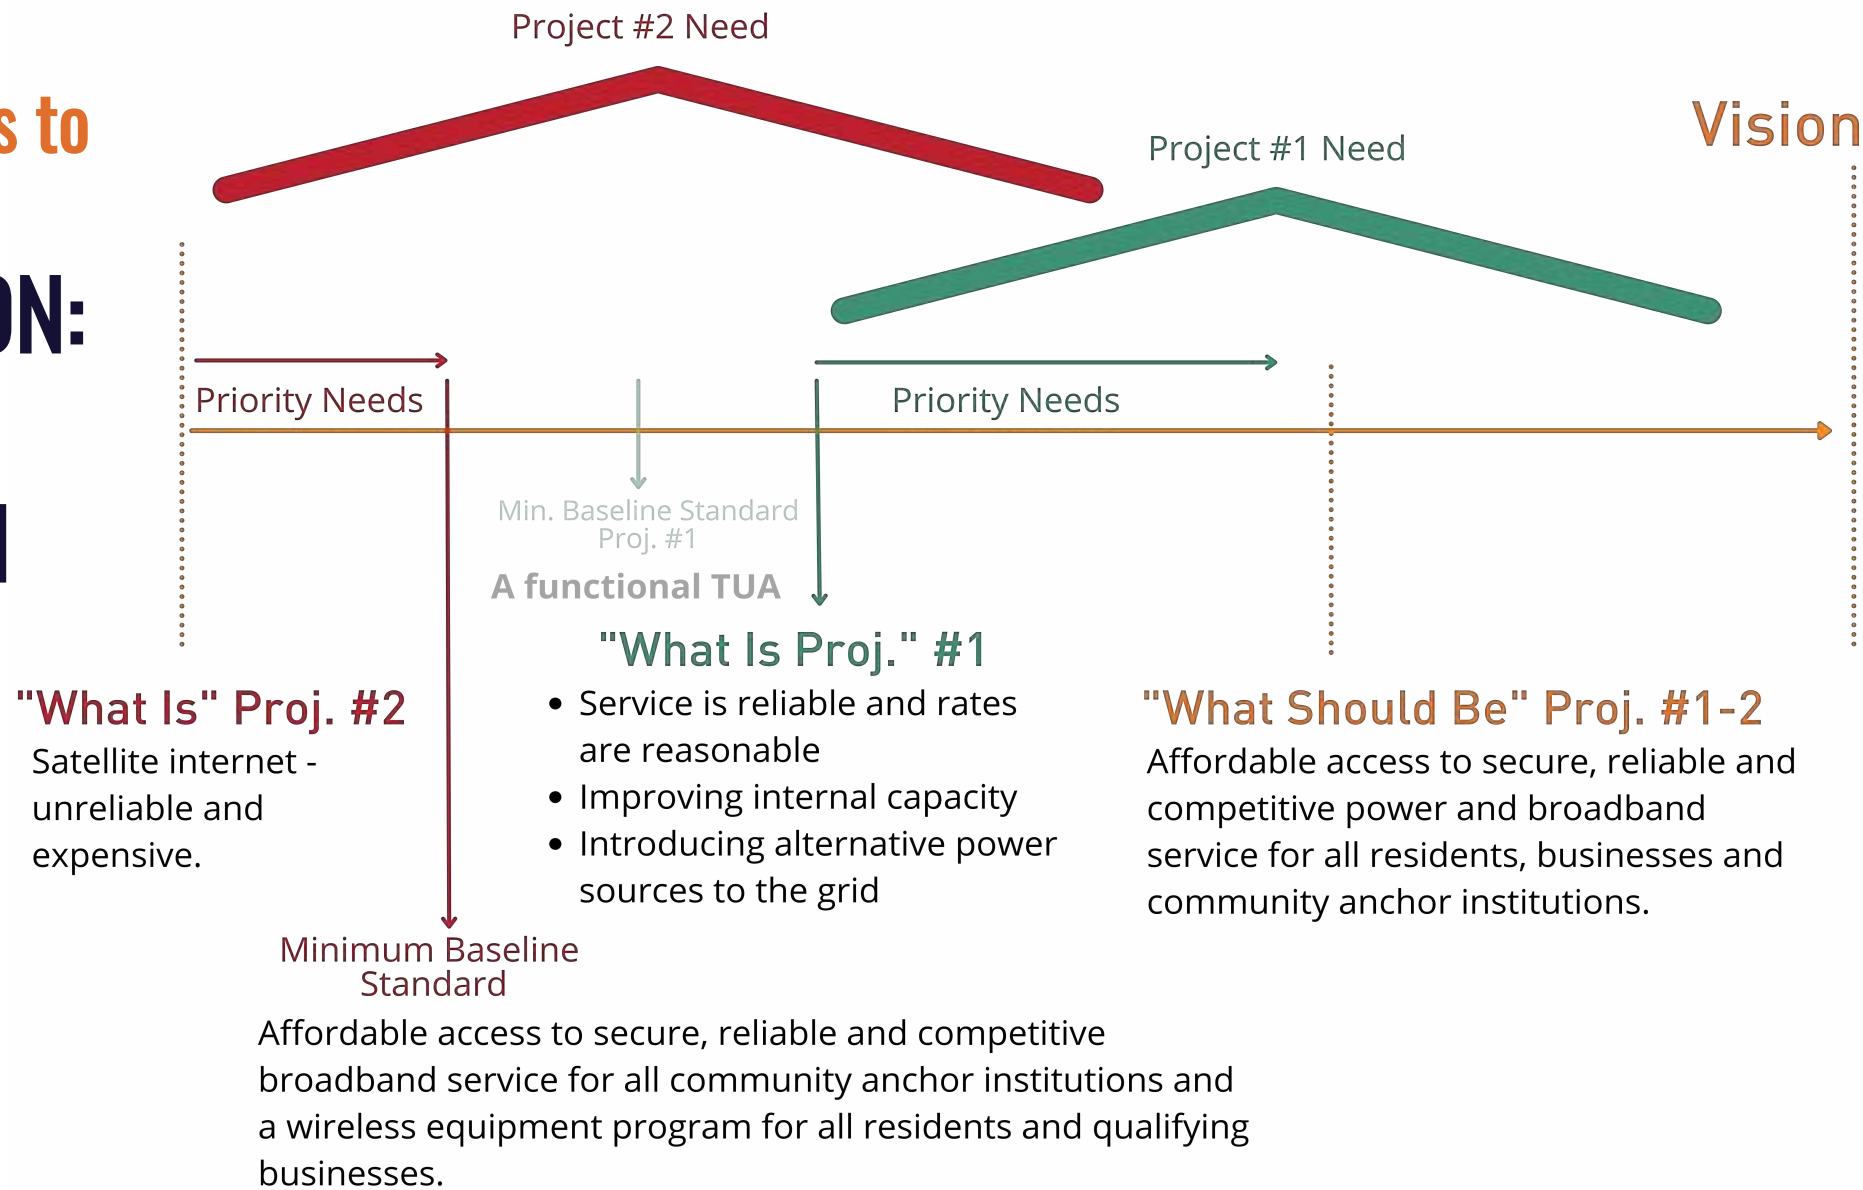 Project #2 Need
s to
Vision
Project #1 Need
ON:
Priority Needs
Priority Needs
Min. Baseline Standard
Proj. #1
A functional TUA
"What Is Proj." #1
"What Is" Proj. #2
Satellite internet -
unreliable and
expensive.
• Service is reliable and rates
are reasonable
• Improving internal capacity
• Introducing alternative power
sources to the grid
"What Should Be" Proj. #1-2
Affordable access to secure, reliable and
competitive power and broadband
service for all residents, businesses and
community anchor institutions.
Minimum Baseline
Standard
Affordable access to secure, reliable and competitive
broadband service for all community anchor institutions and
a wireless equipment program for all residents and qualifying
businesses.